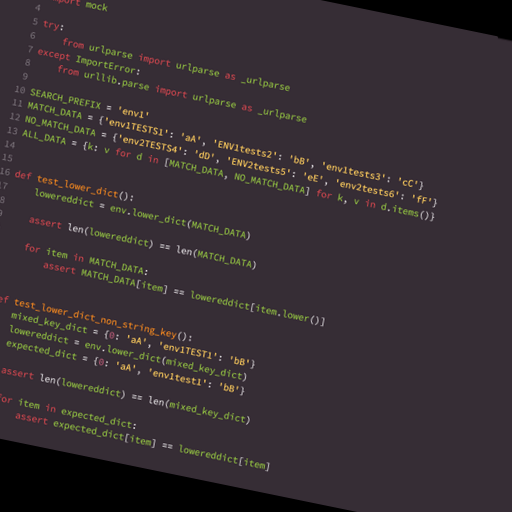 port mock
4
5 try:
6 from urlparse import urlparse as _urlparse
7 except ImportError:
8 from urllib.parse import urlparse as _urlparse
9
10 SEARCH_PREFIX = 'env1'
11 MATCH_DATA = {'env1TESTS1': 'aA', 'ENV1tests2': 'bB', 'env1tests3': 'cC'}
12 NO_MATCH_DATA = {'env2TESTS4': 'dD', 'ENV2tests5': 'eE', 'env2tests6': 'fF'}
13 ALL_DATA = {k: v for d in [MATCH_DATA, NO_MATCH_DATA] for k, v in d.items()}
14
15
16 def test_lower_dict():
17 lowereddict = env.lower_dict(MATCH_DATA)
8
9 assert len(lowereddict) == len(MATCH_DATA)
for item in MATCH_DATA:
assert MATCH_DATA[item] == lowereddict[item.lower()]
ef test_lower_dict_non_string_key():
mixed_key_dict = {0: 'aA', 'env1TEST1': 'bB'}
lowereddict = env.lower_dict(mixed_key_dict)
expected_dict = {0: 'aA', 'env1test1': 'bB'}
assert len(lowereddict) == len(mixed_key_dict)
for item in expected_dict:
assert expected_dict[item] == lowereddict[item]